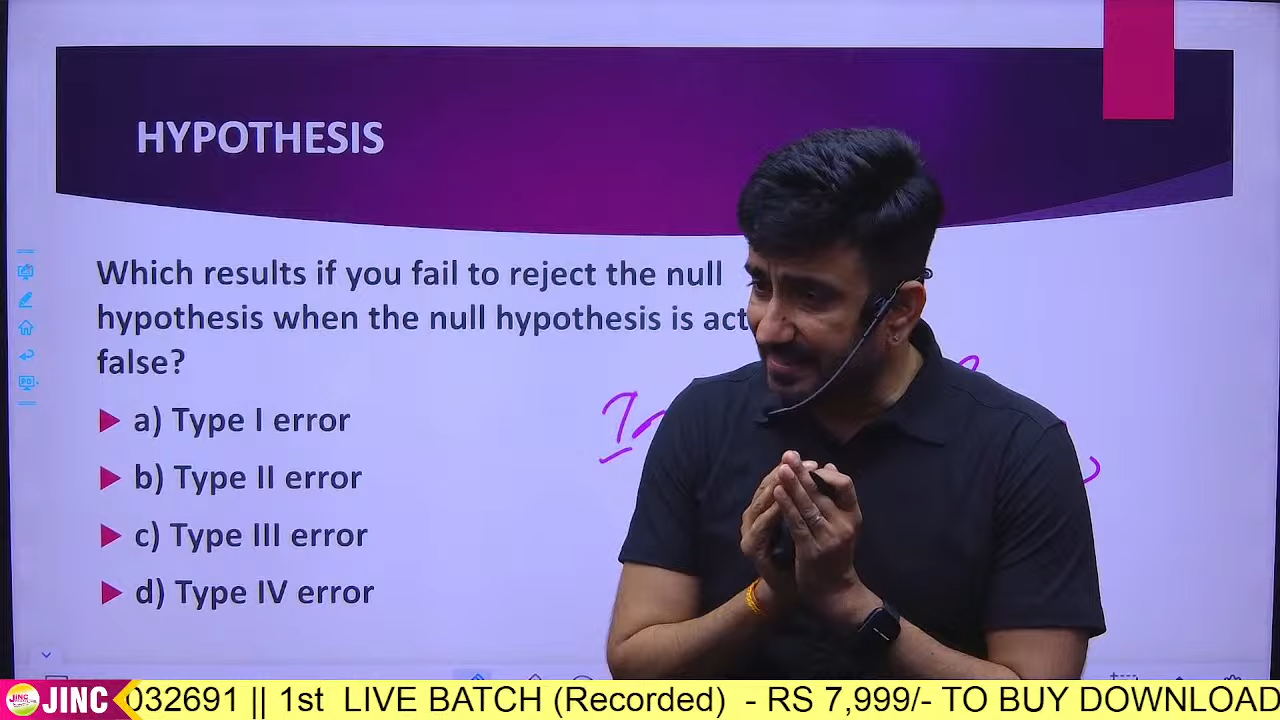 HYPOTHESIS
Which results if you fail to reject the null
hypothesis when the null hypothesis is act
false?
a) Type I error
b) Type II error
c) Type III error
d) Type IV error
JINC 032691 || 1st LIVE BATCH (Recorded) - RS 7,999/- TO BUY DOWNLOAD